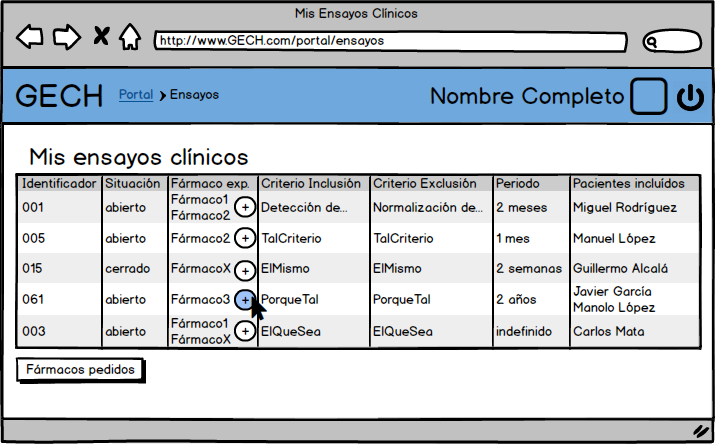 Mis Ensayos Clínicos
http://www.GECH.com/portal/ensayos
GECH Portal Ensayos Nombre Completo
Mis ensayos clínicos
Identificador Situación Fármaco exp. Criterio Inclusión Criterio Exclusión Periodo Pacientes incluídos
001 abierto Fármaco1 + Detección de... Normalización de... 2 meses Miguel Rodríguez
Fármaco2
005 abierto Fármaco2 + TalCriterio TalCriterio 1 mes Manuel López
015 cerrado FármacoX + ElMismo ElMismo 2 semanas Guillermo Alcalá
061 abierto Fármaco3 + PorqueTal PorqueTal 2 años Javier García
Manolo López
003 abierto Fármaco1 + ElQueSea ElQueSea indefinido Carlos Mata
FármacoX
Fármacos pedidos